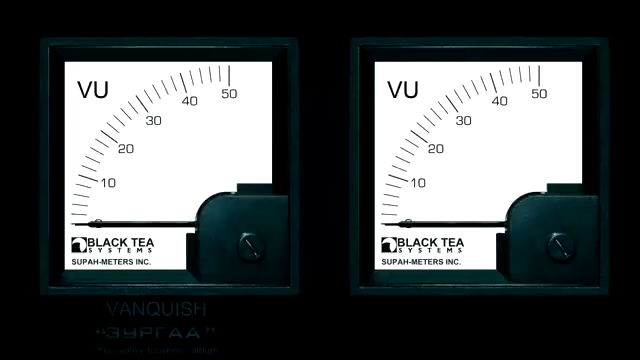 VU
50
40
30
20
10
0
BLACK TEA
SYSTEMS
SUPAH-METERS INC.
VU
50
40
30
20
10
0
BLACK TEA
SYSTEMS
SUPAH-METERS INC.
VANQUISH
"ЗУРГАА"